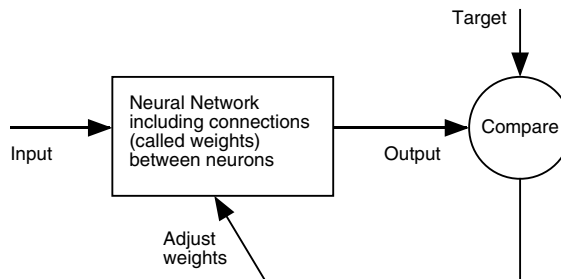 Target
Neural Network
including connections
(called weights)
between neurons
Compare
Input
Output
Adjust
weights